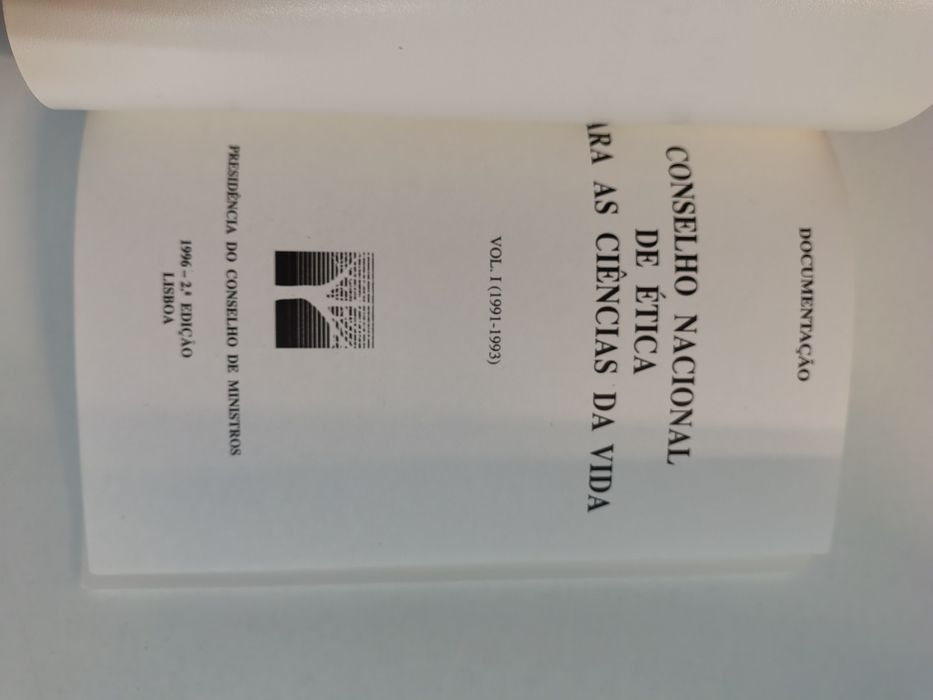 DOCUMENTAÇÃO
CONSELHO NACIONAL
DE ÉTICA
ARA AS CIÊNCIAS DA VIDA
VOL. I (1991-1993)
PRESIDÊNCIA DO CONSELHO DE MINISTROS
1996 – 2.ª EDIÇÃO
LISBOA